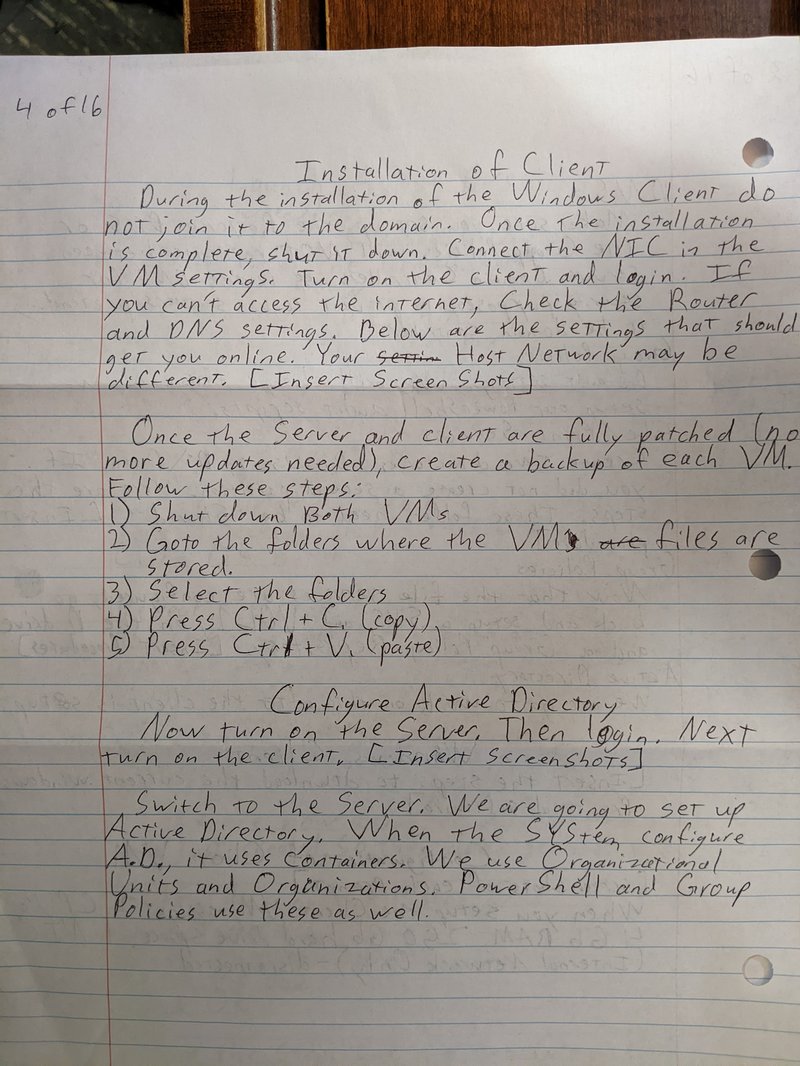 4 of 16
Installation of Client
During the installation of the Windows Client do
not join it to the domain. Once the installation
is complete, shut it down. Connect the NIC in the
VM settings. Turn on the client and login. If
you can't access the internet, Check the Router
and DNS settings. Below are the settings that should
get you online. Your Host Network may be
different. [Insert Screen Shots]
Once the Server and client are fully patched (no
more updates needed), create a backup of each VM.
Follow these steps:
1) Shut down Both VMs
2) Goto the folders where the VM are files are
stored.
3) Select the folders
4) Press Ctrl + C, (copy)
5) Press Ctrl + V, (paste)
Configure Active Directory
Now turn on the Server. Then login. Next
turn on the client. [Insert Screenshots]
Switch to the Server. We are going to set up
Active Directory. When the System configure
A.D., it uses Containers. We use Organizational
Units and Organizations. PowerShell and Group
Policies use these as well.